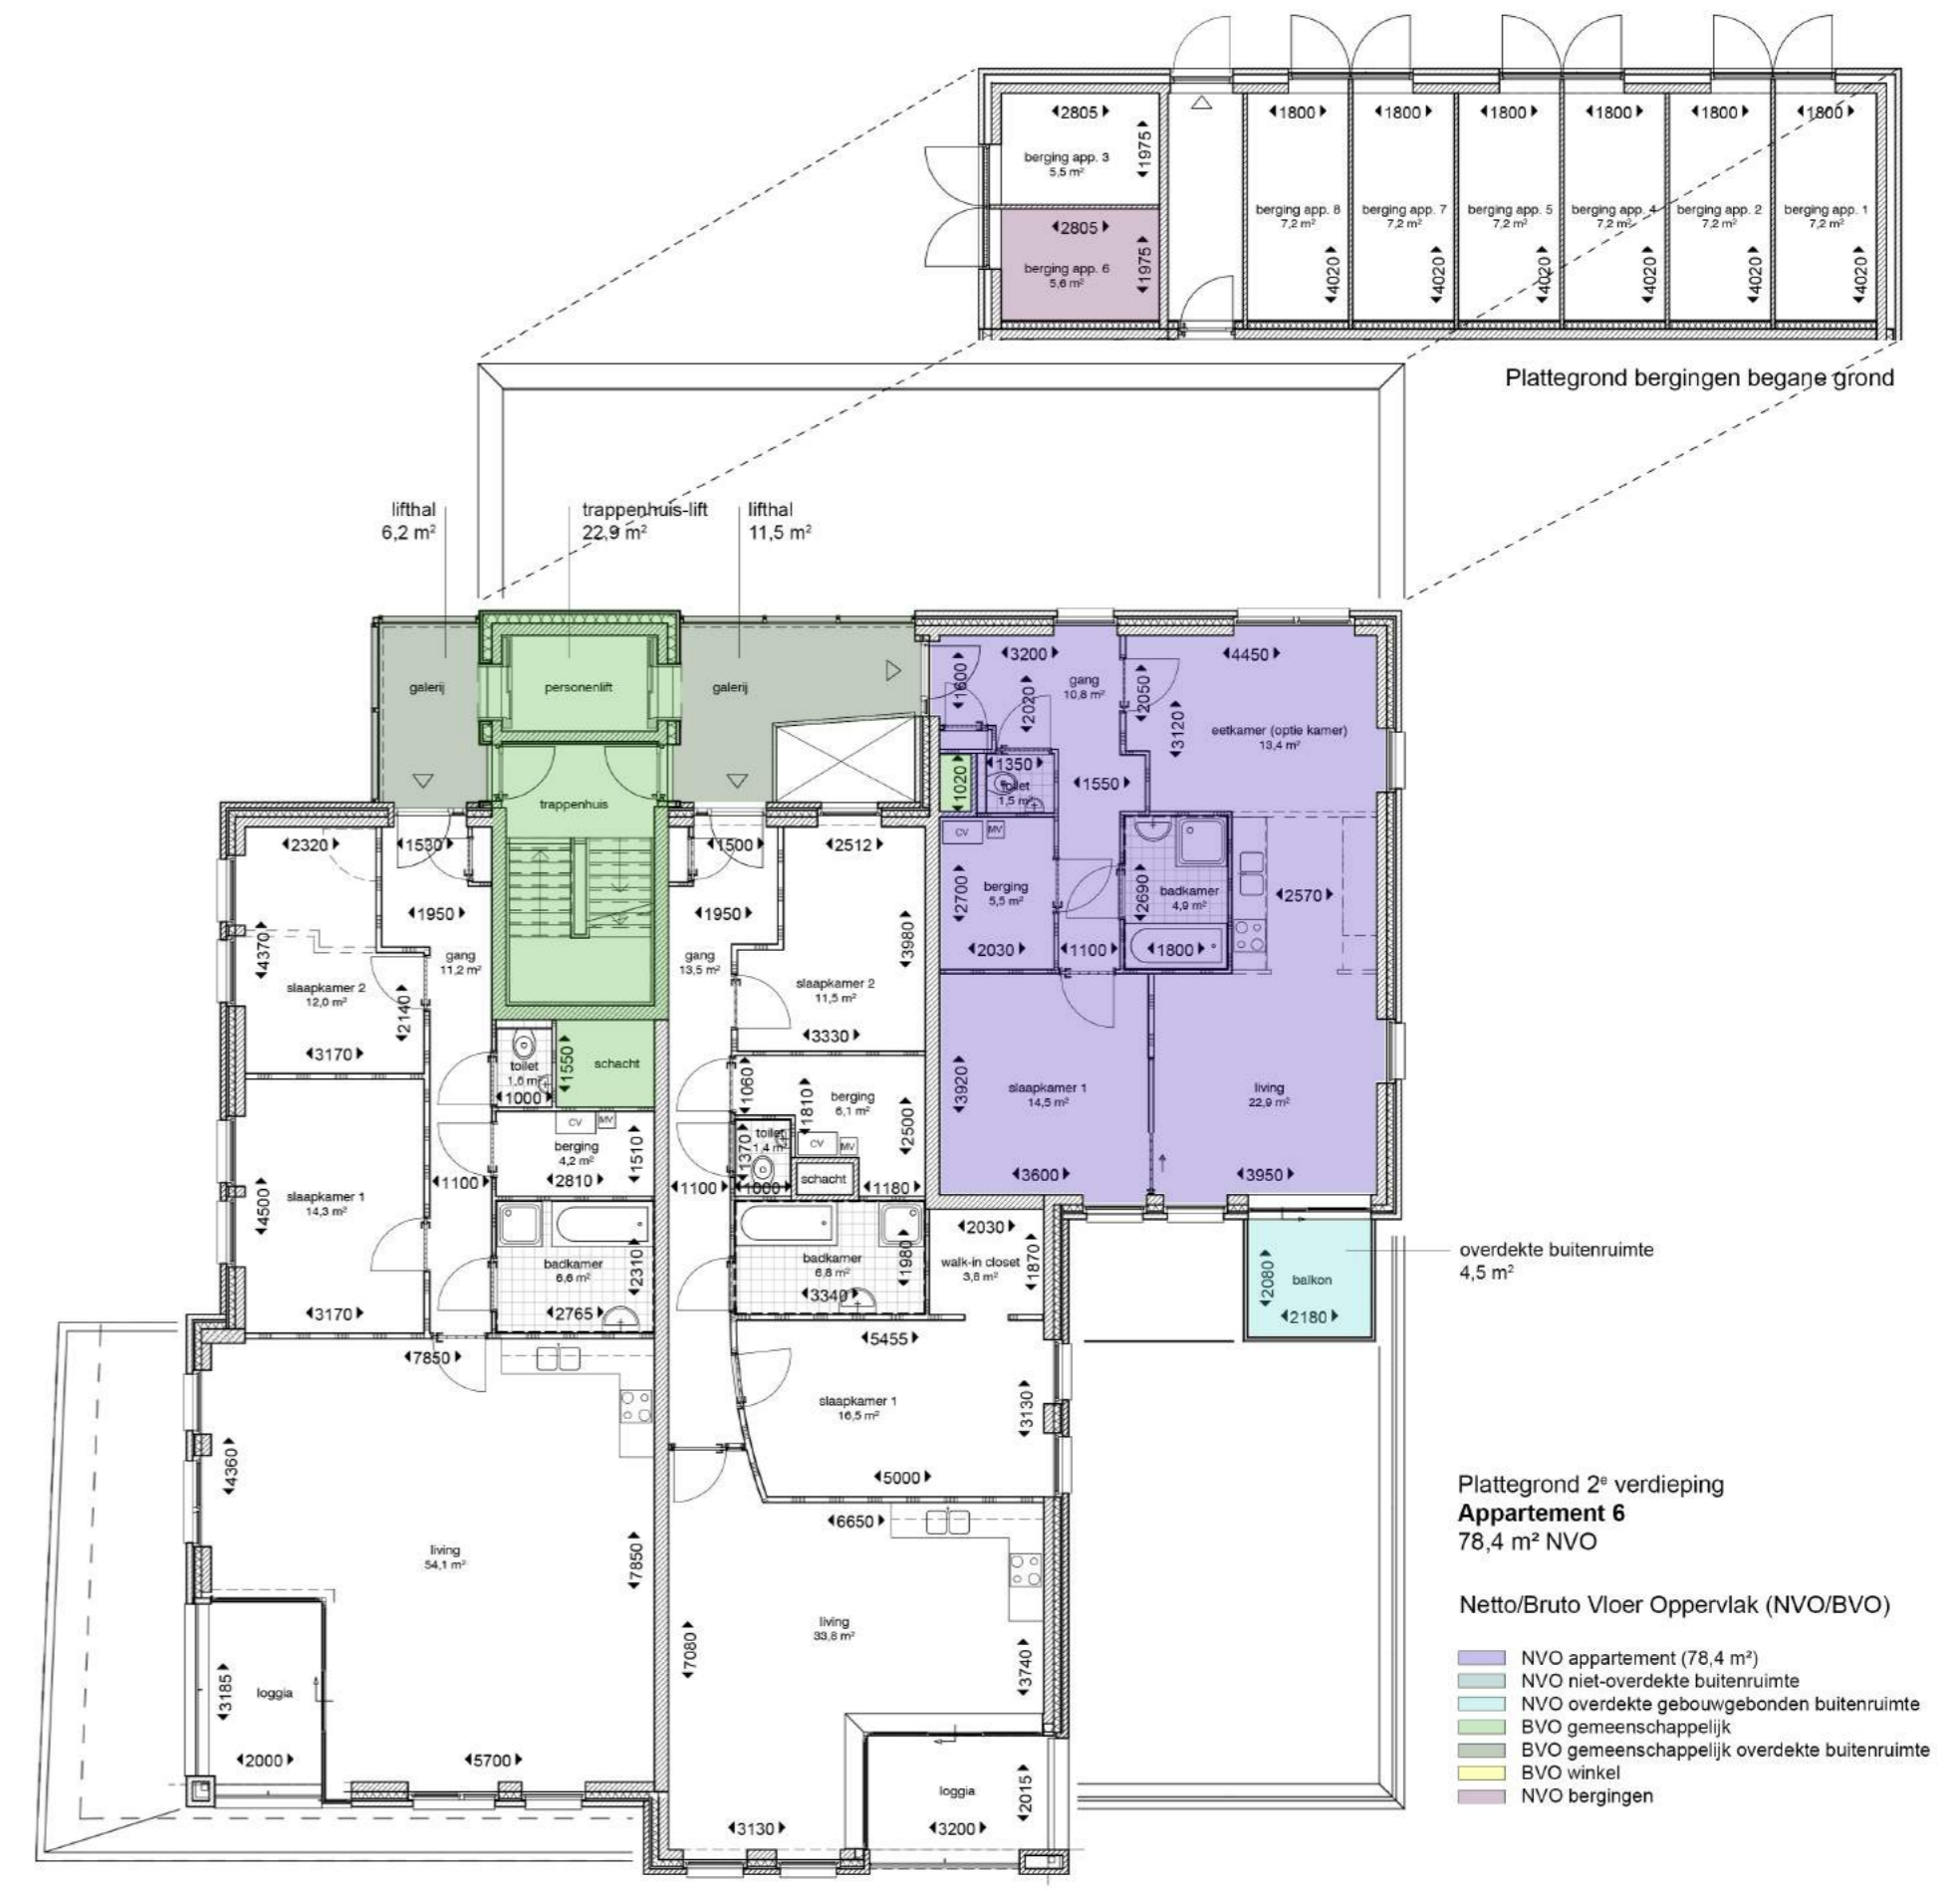 ◀2805▶
◀1800▶ ◀1800▶ ◀1800▶ ◀1800▶ ◀1800▶ ◀1800▶
◀1975▶
berging app. 3
5,5 m²
◀2805▶
◀1975▶
berging app. 6
5,6 m²
berging app. 8
7,2 m²
◀4020▶
berging app. 7
7,2 m²
◀4020▶
berging app. 5
7,2 m²
◀4020▶
berging app. 4
7,2 m²
◀4020▶
berging app. 2
7,2 m²
◀4020▶
berging app. 1
7,2 m²
◀4020▶
Plattegrond bergingen begane grond
lifthal
6,2 m²
trappenhuis-lift
22,9 m²
lifthal
11,5 m²
galerij
personenlift
galerij
trappenhuis
◀1600▶
◀3200▶
◀2020▶
gang
10,8 m²
◀2050▶
◀4450▶
◀3120▶
eetkamer (optie kamer)
13,4 m²
◀1020▶
◀1350▶
toilet
1,5 m²
◀1550▶
CV
MV
◀2700▶
berging
5,5 m²
◀2030▶
◀1100▶
◀2690▶
badkamer
4,9 m²
◀1800▶
◀2570▶
◀3920▶
slaapkamer 1
14,5 m²
◀3600▶
living
22,9 m²
◀3950▶
◀2080▶
balkon
◀2180▶
overdekte buitenruimte
4,5 m²
◀2320▶
◀1530▶
◀1950▶
◀4370▶
gang
11,2 m²
slaapkamer 2
12,0 m²
◀2140▶
◀3170▶
toilet
1,6 m²
◀1000▶
◀1550▶
schacht
CV
MV
berging
4,2 m²
◀2810▶
◀1510▶
◀1100▶
◀4500▶
slaapkamer 1
14,3 m²
◀3170▶
badkamer
6,6 m²
◀2310▶
◀2765▶
◀7850▶
◀4360▶
living
54,1 m²
◀7850▶
◀3185▶
loggia
◀2000▶
◀5700▶
◀1500▶
◀2512▶
◀1950▶
gang
13,5 m²
◀3980▶
slaapkamer 2
11,5 m²
◀3330▶
◀1060▶
◀1810▶
berging
6,1 m²
◀2500▶
◀1370▶
toilet
1,4 m²
CV
MV
schacht
◀1100▶
◀1000▶
◀1180▶
badkamer
6,8 m²
◀1980▶
◀3340▶
◀2030▶
walk-in closet
3,8 m²
◀1870▶
◀5455▶
slaapkamer 1
16,5 m²
◀3130▶
◀5000▶
◀6650▶
living
33,8 m²
◀7080▶
◀3740▶
loggia
◀2015▶
◀3130▶
◀3200▶
Plattegrond 2e verdieping
Appartement 6
78,4 m² NVO
Netto/Bruto Vloer Oppervlak (NVO/BVO)
NVO appartement (78,4 m²)
NVO niet-overdekte buitenruimte
NVO overdekte gebouwgebonden buitenruimte
BVO gemeenschappelijk
BVO gemeenschappelijk overdekte buitenruimte
BVO winkel
NVO bergingen